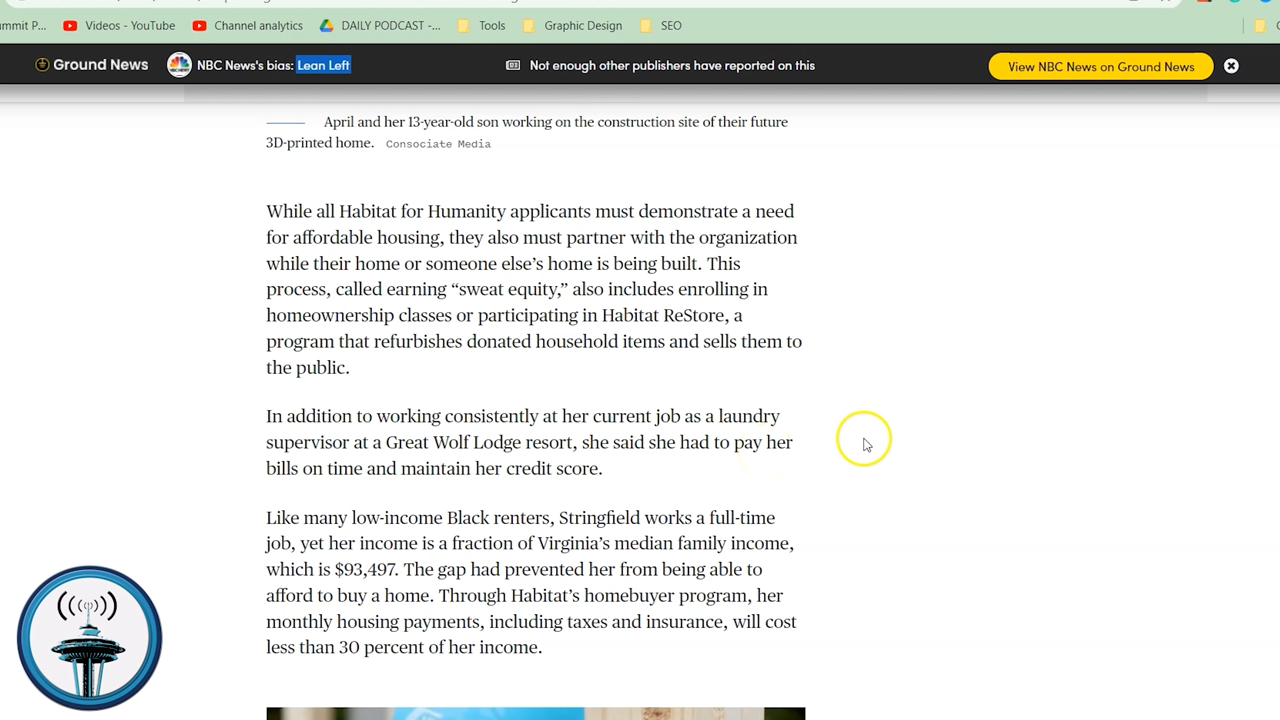 ummit P...
Videos - YouTube
Channel analytics
DAILY PODCAST -...
Tools
Graphic Design
SEO
Ground News
NBC News's bias: Lean Left
Not enough other publishers have reported on this
View NBC News on Ground News
April and her 13-year-old son working on the construction site of their future
3D-printed home. Consociate Media
While all Habitat for Humanity applicants must demonstrate a need
for affordable housing, they also must partner with the organization
while their home or someone else’s home is being built. This
process, called earning “sweat equity,” also includes enrolling in
homeownership classes or participating in Habitat ReStore, a
program that refurbishes donated household items and sells them to
the public.
In addition to working consistently at her current job as a laundry
supervisor at a Great Wolf Lodge resort, she said she had to pay her
bills on time and maintain her credit score.
Like many low-income Black renters, Stringfield works a full-time
job, yet her income is a fraction of Virginia’s median family income,
which is $93,497. The gap had prevented her from being able to
afford to buy a home. Through Habitat’s homebuyer program, her
monthly housing payments, including taxes and insurance, will cost
less than 30 percent of her income.